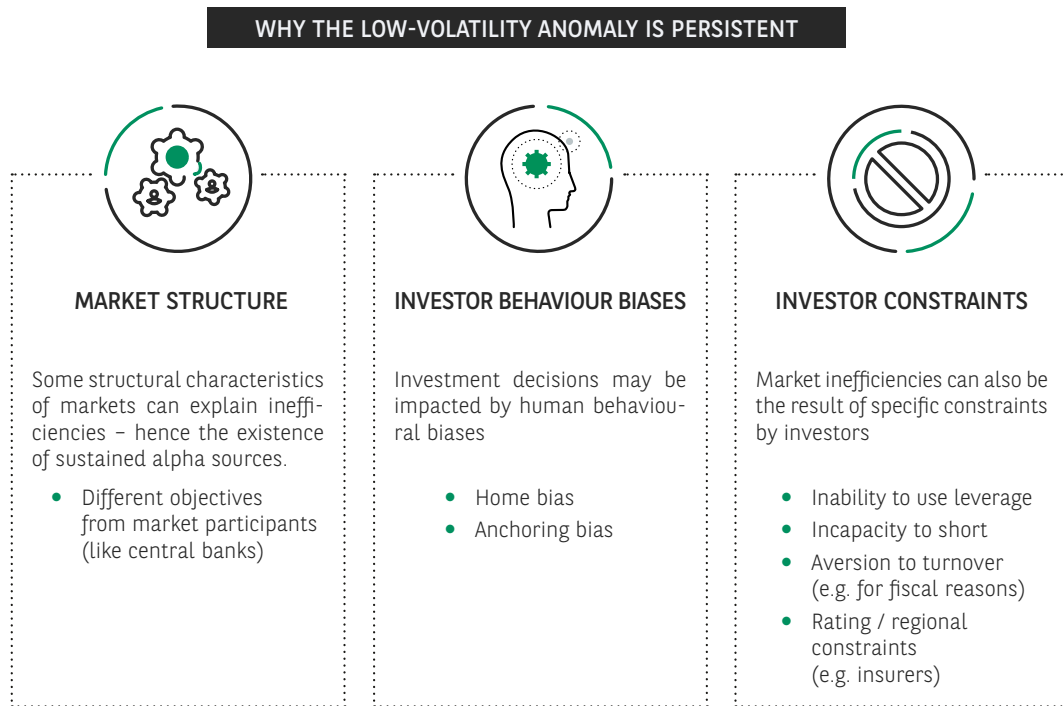 WHY THE LOW-VOLATILITY ANOMALY IS PERSISTENT
MARKET STRUCTURE
Some structural characteristics
of markets can explain ineffi-
ciencies – hence the existence
of sustained alpha sources.
• Different objectives
from market participants
(like central banks)
INVESTOR BEHAVIOUR BIASES
Investment decisions may be
impacted by human behaviou-
ral biases
• Home bias
• Anchoring bias
INVESTOR CONSTRAINTS
Market inefficiencies can also be
the result of specific constraints
by investors
• Inability to use leverage
• Incapacity to short
• Aversion to turnover
(e.g. for fiscal reasons)
• Rating / regional
constraints
(e.g. insurers)